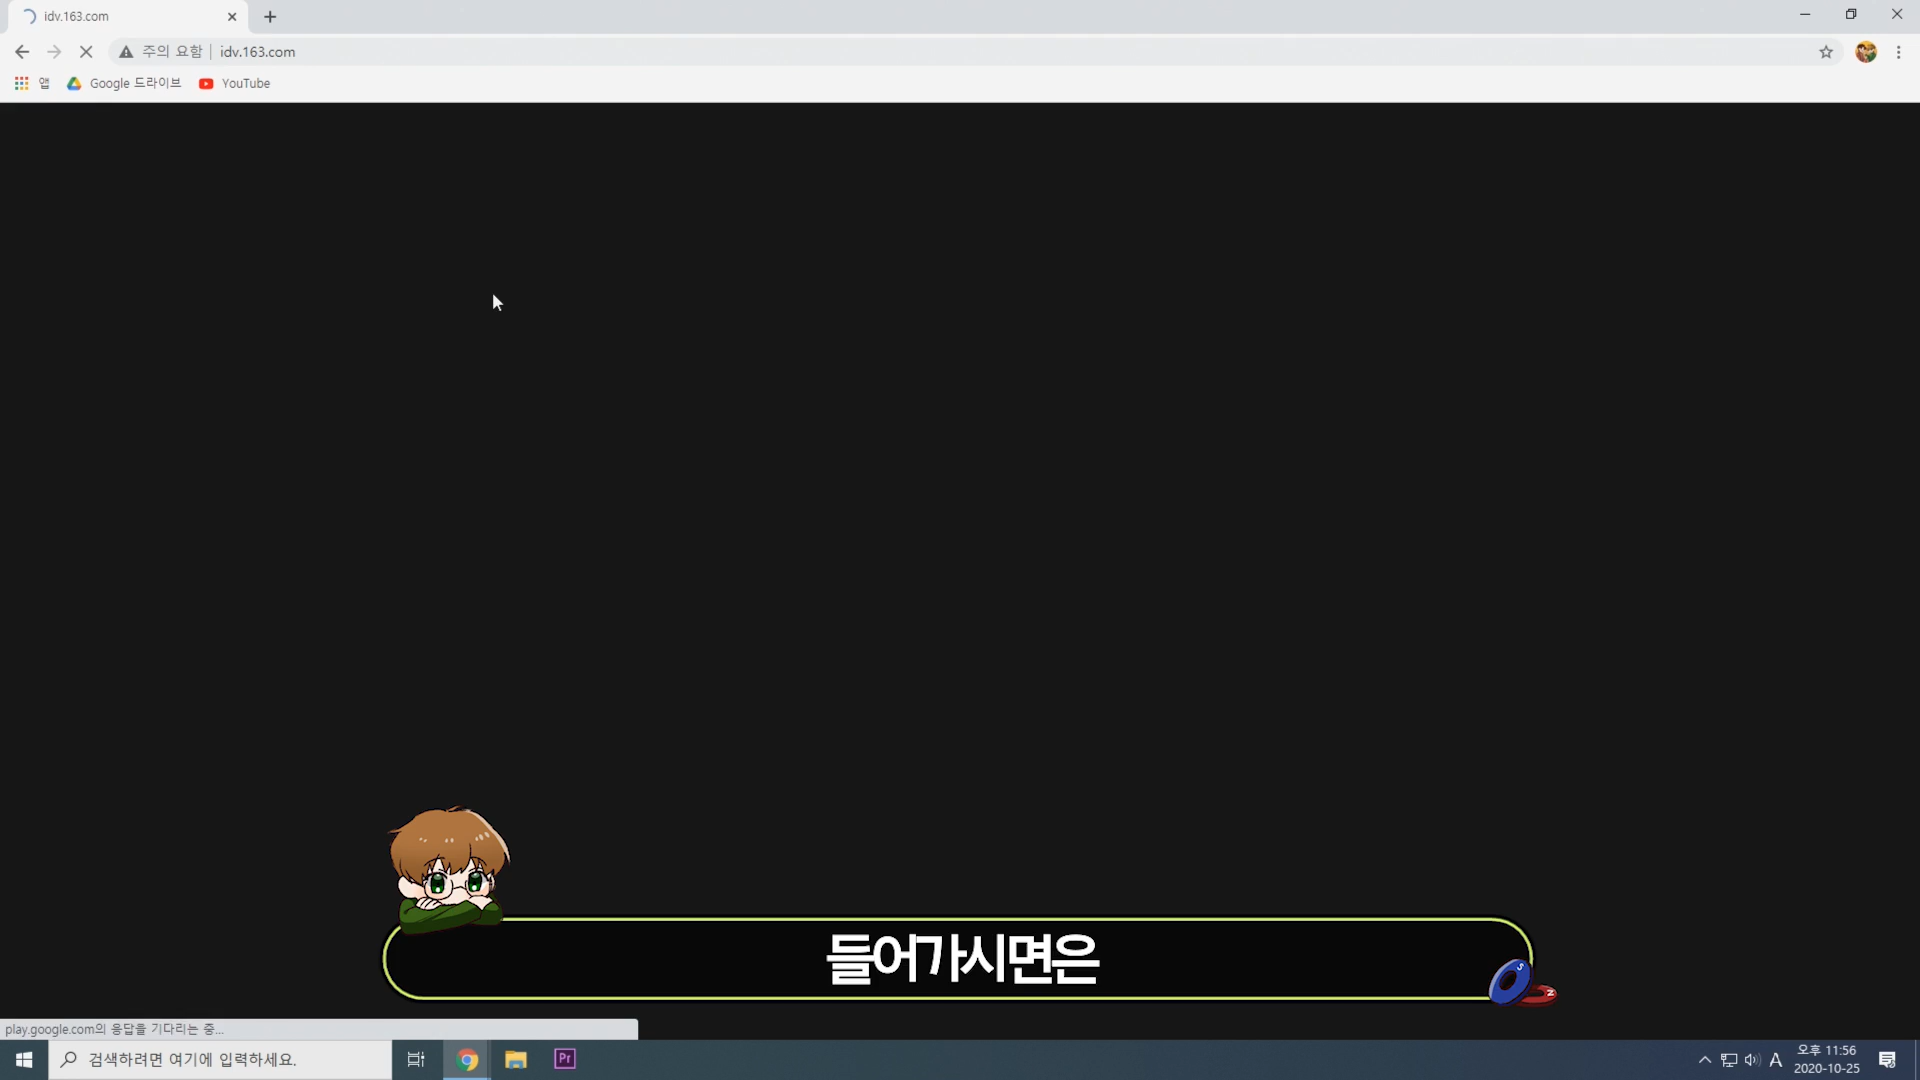 idv.163.com
주의 요함 idv.163.com
앱 Google 드라이브 YouTube
들어가시면은
S
N
play.google.com의 응답을 기다리는 중...
검색하려면 여기에 입력하세요.
Pr
A
오후 11:56
2020-10-25